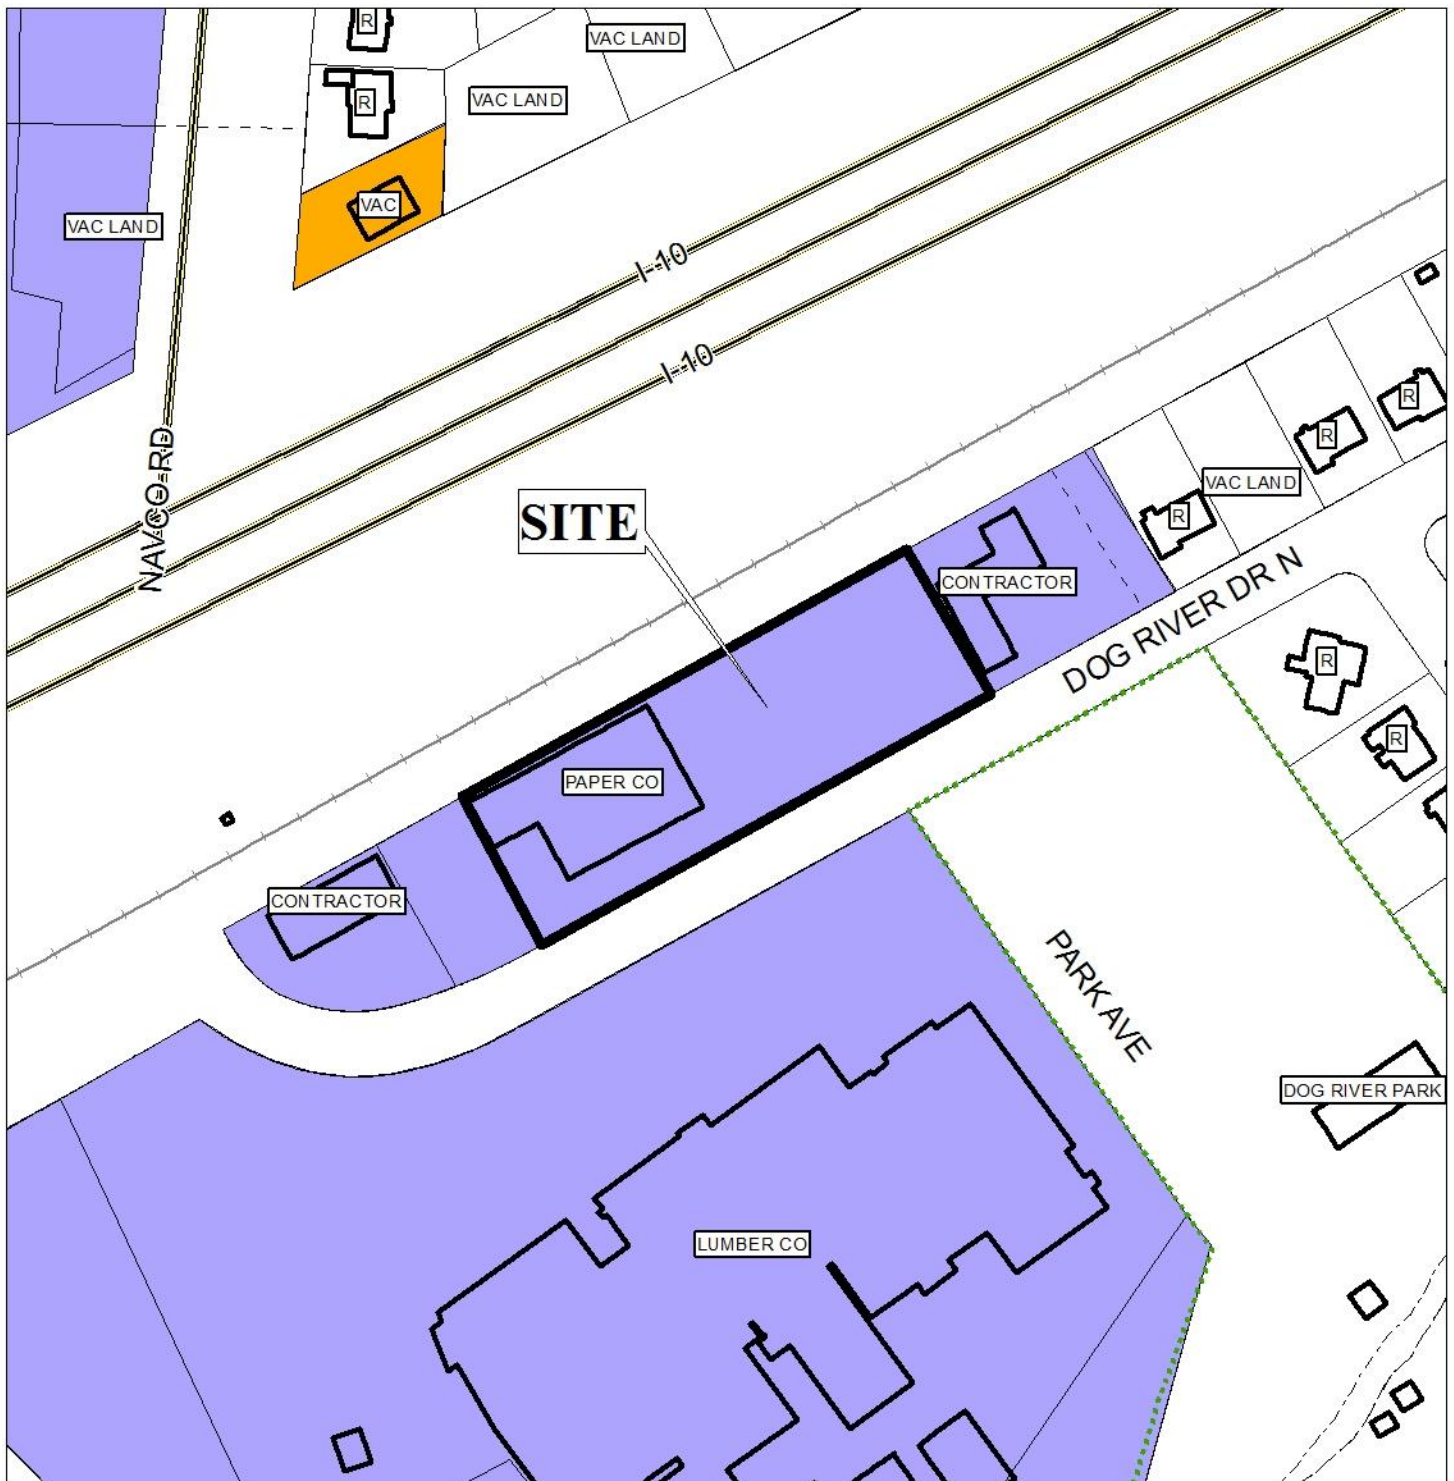 R
VAC LAND
R
VAC LAND
VAC
VAC LAND
I-10
I-10
R
R
NAVCO RD
VAC LAND
SITE
R
CONTRACTOR
DOG RIVER DR N
R
R
PAPER CO
CONTRACTOR
PARK AVE
DOG RIVER PARK
LUMBER CO